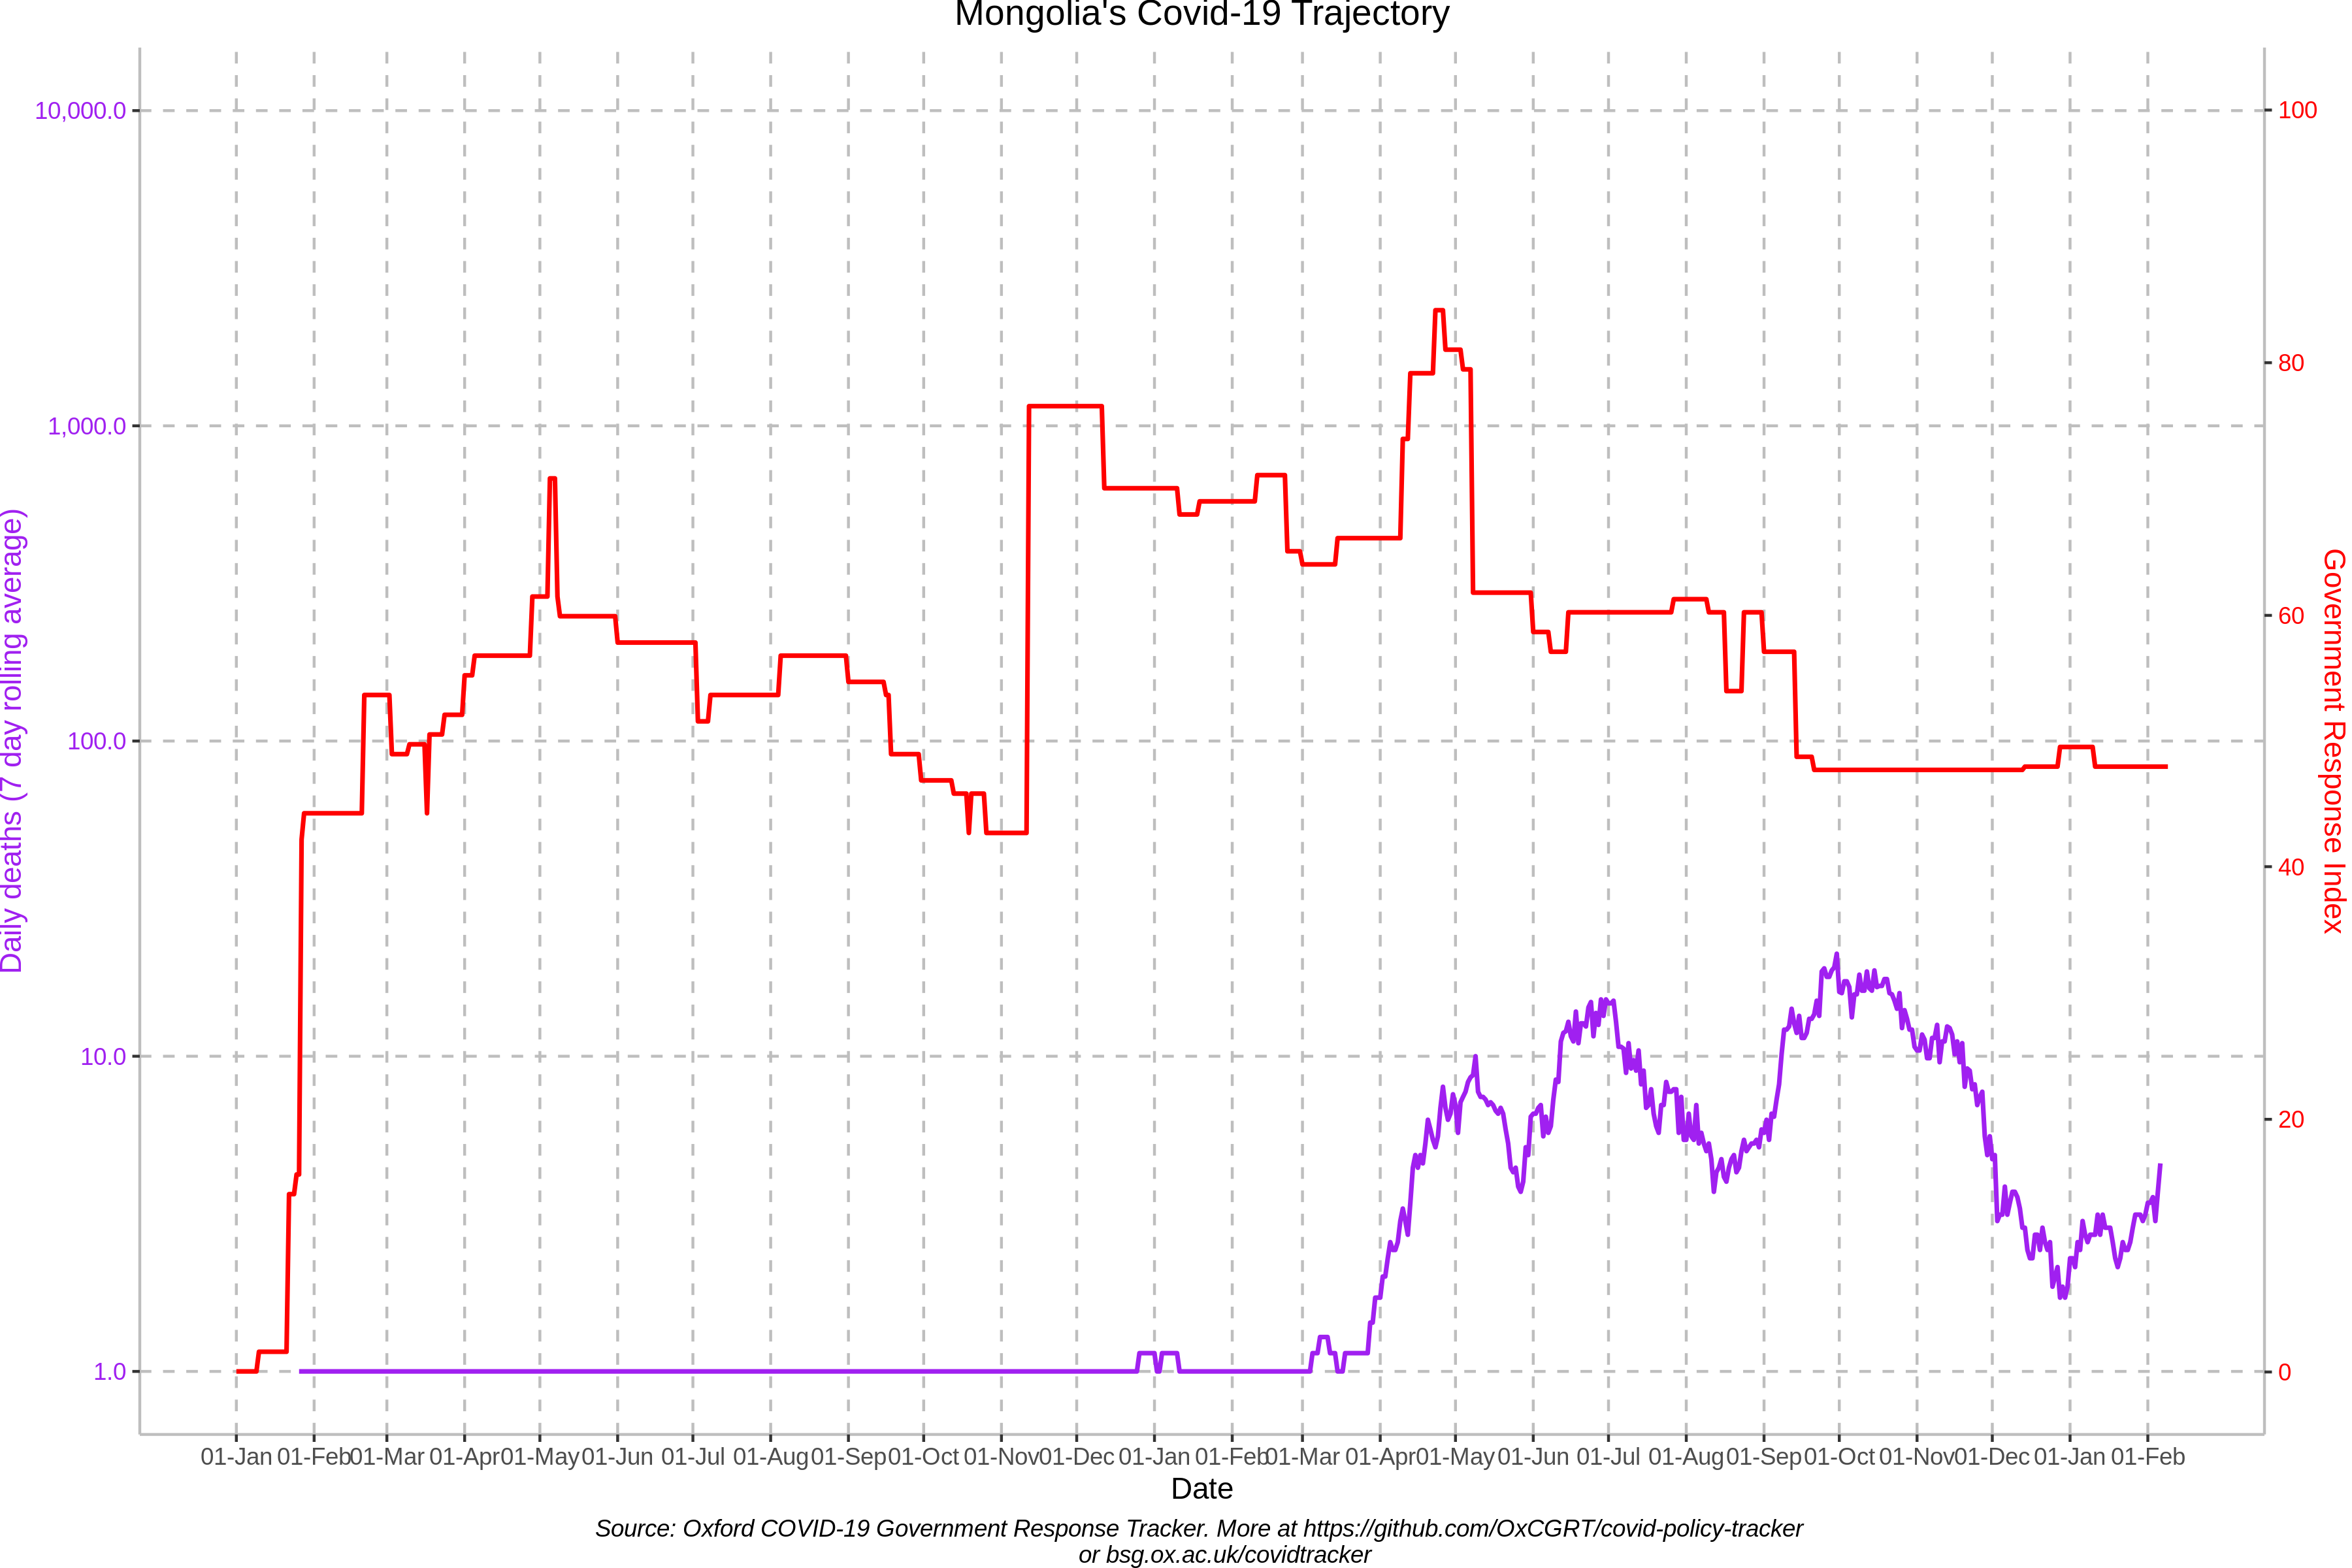 Mongolia's Covid-19 Trajectory
10,000.0
1,000.0
100.0
10.0
1.0
Daily deaths (7 day rolling average)
100
80
60
40
20
0
Government Response Index
01-Jan 01-Feb 01-Mar 01-Apr 01-May 01-Jun 01-Jul 01-Aug 01-Sep 01-Oct 01-Nov 01-Dec 01-Jan 01-Feb 01-Mar 01-Apr 01-May 01-Jun 01-Jul 01-Aug 01-Sep 01-Oct 01-Nov 01-Dec 01-Jan 01-Feb
Date
Source: Oxford COVID-19 Government Response Tracker. More at https://github.com/OxCGRT/covid-policy-tracker
or bsg.ox.ac.uk/covidtracker